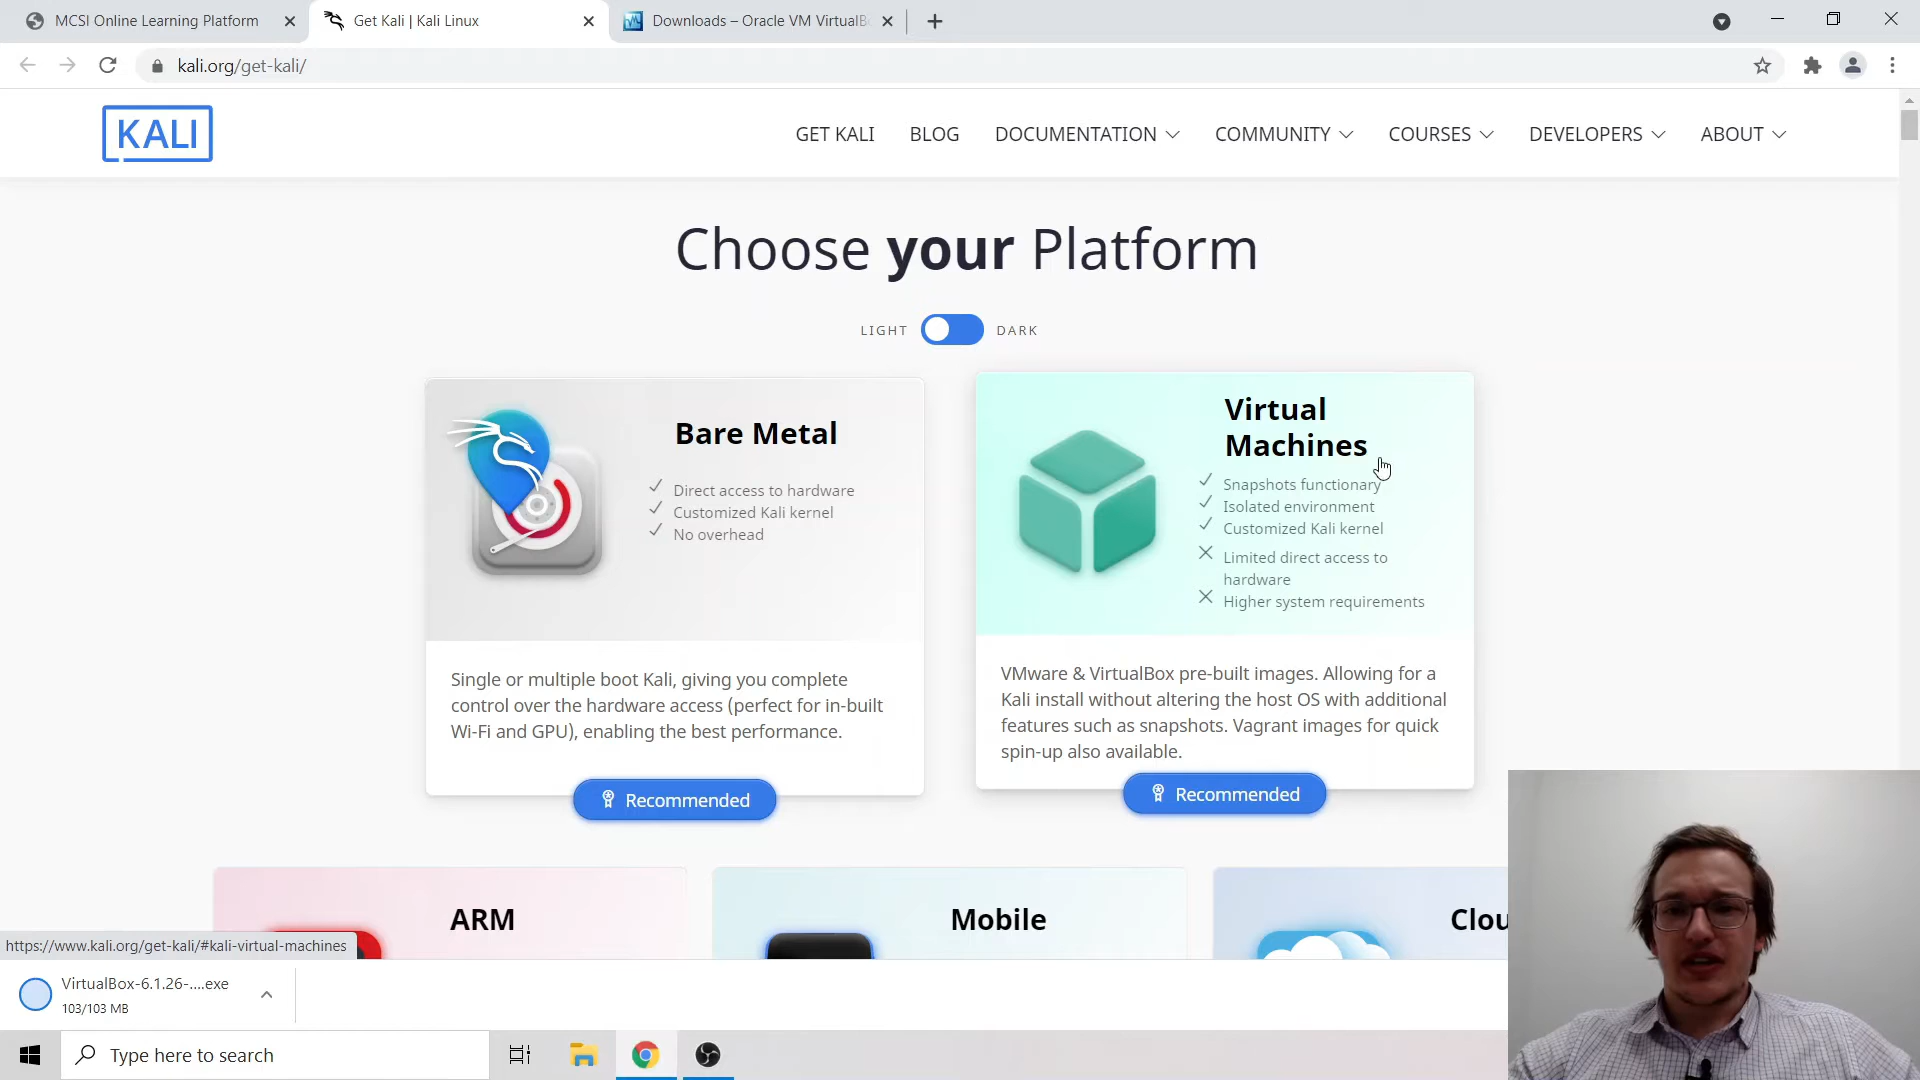 MCSI Online Learning Platform
Get Kali | Kali Linux
Downloads – Oracle VM VirtualB
kali.org/get-kali/
KALI
GET KALI
BLOG
DOCUMENTATION
COMMUNITY
COURSES
DEVELOPERS
ABOUT
Choose your Platform
LIGHT
DARK
Bare Metal
Direct access to hardware
Customized Kali kernel
No overhead
Single or multiple boot Kali, giving you complete
control over the hardware access (perfect for in-built
Wi-Fi and GPU), enabling the best performance.
Recommended
Virtual
Machines
Snapshots functionary
Isolated environment
Customized Kali kernel
Limited direct access to
hardware
Higher system requirements
VMware & VirtualBox pre-built images. Allowing for a
Kali install without altering the host OS with additional
features such as snapshots. Vagrant images for quick
spin-up also available.
Recommended
ARM
Mobile
Clou
https://www.kali.org/get-kali/#kali-virtual-machines
VirtualBox-6.1.26-....exe
103/103 MB
Type here to search